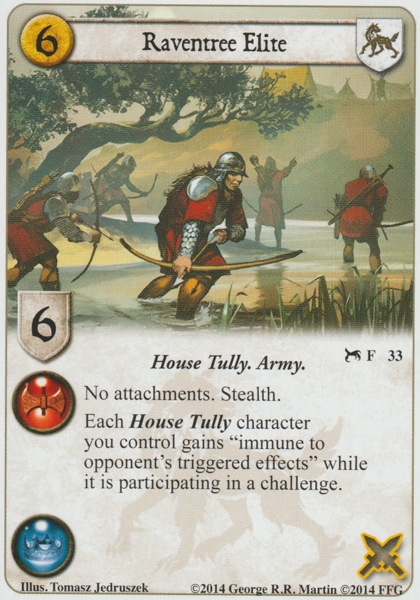 6
Raventree Elite
6
House Tully. Army.
F 33
No attachments. Stealth.
Each House Tully character
you control gains “immune to
opponent’s triggered effects” while
it is participating in a challenge.
Illus. Tomasz Jedruszek
©2014 George R.R. Martin ©2014 FFG